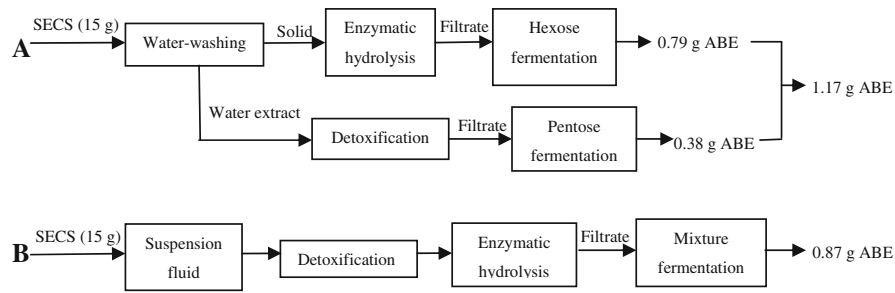 A
SECS (15 g)
Water-washing
Solid
Enzymatic
hydrolysis
Filtrate
Hexose
fermentation
0.79 g ABE
Water extract
Detoxification
Filtrate
Pentose
fermentation
0.38 g ABE
1.17 g ABE
B
SECS (15 g)
Suspension
fluid
Detoxification
Enzymatic
hydrolysis
Filtrate
Mixture
fermentation
0.87 g ABE